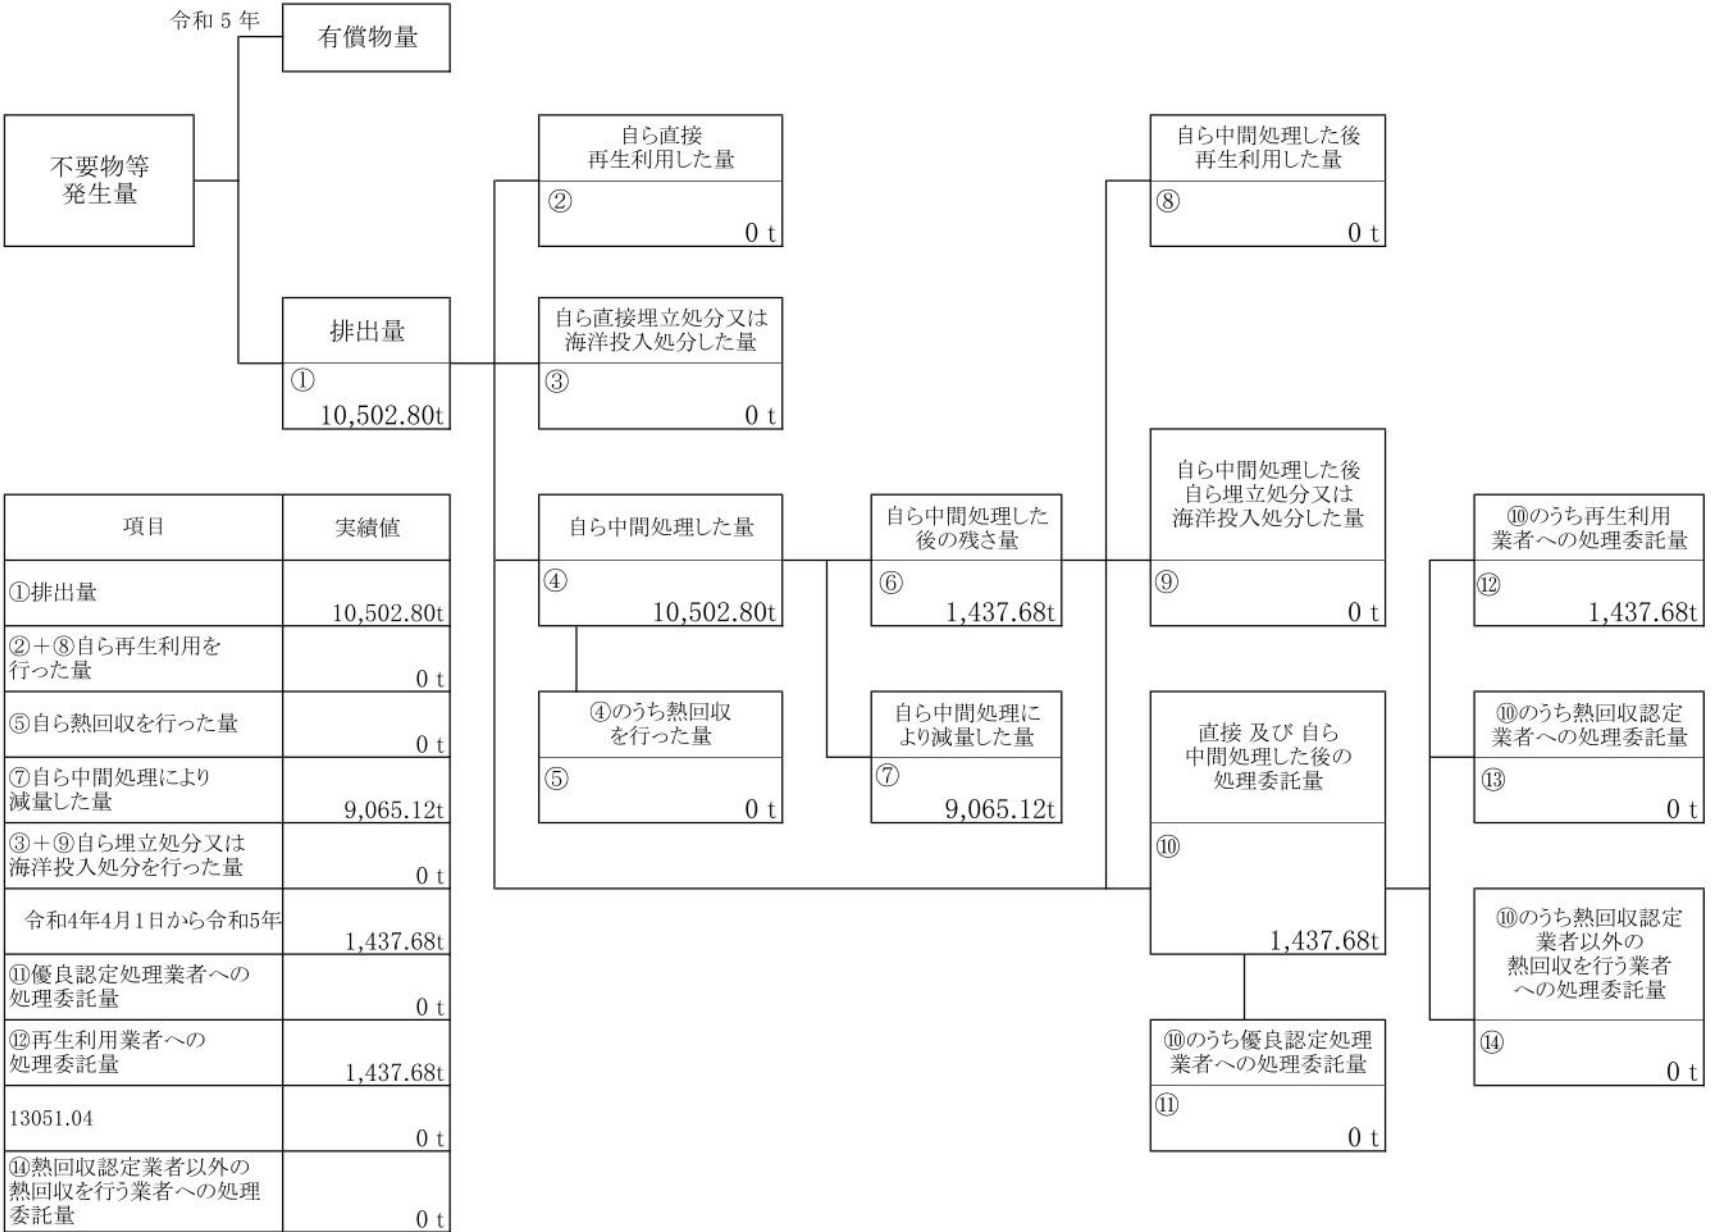 令和 5 年
有償物量
不要物等
発生量
排出量
①
10,502.80t
自ら直接
再生利用した量
②
0 t
自ら直接埋立処分又は
海洋投入処分した量
③
0 t
自ら中間処理した量
④
10,502.80t
④のうち熱回収
を行った量
⑤
0 t
自ら中間処理した
後の残さ量
⑥
1,437.68t
自ら中間処理に
より減量した量
⑦
9,065.12t
自ら中間処理した後
再生利用した量
⑧
0 t
自ら中間処理した後
自ら埋立処分又は
海洋投入処分した量
⑨
0 t
直接 及び 自ら
中間処理した後の
処理委託量
⑩
1,437.68t
⑩のうち優良認定処理
業者への処理委託量
⑪
0 t
⑩のうち再生利用
業者への処理委託量
⑫
1,437.68t
⑩のうち熱回収認定
業者への処理委託量
⑬
0 t
⑩のうち熱回収認定
業者以外の
熱回収を行う業者
への処理委託量
⑭
0 t
項目 実績値
①排出量
10,502.80t
②＋⑧自ら再生利用を
行った量
0 t
⑤自ら熱回収を行った量
0 t
⑦自ら中間処理により
減量した量
9,065.12t
③＋⑨自ら埋立処分又は
海洋投入処分を行った量
0 t
令和4年4月1日から令和5年
1,437.68t
⑪優良認定処理業者への
処理委託量
0 t
⑫再生利用業者への
処理委託量
1,437.68t
13051.04
0 t
⑭熱回収認定業者以外の
熱回収を行う業者への処理
委託量
0 t